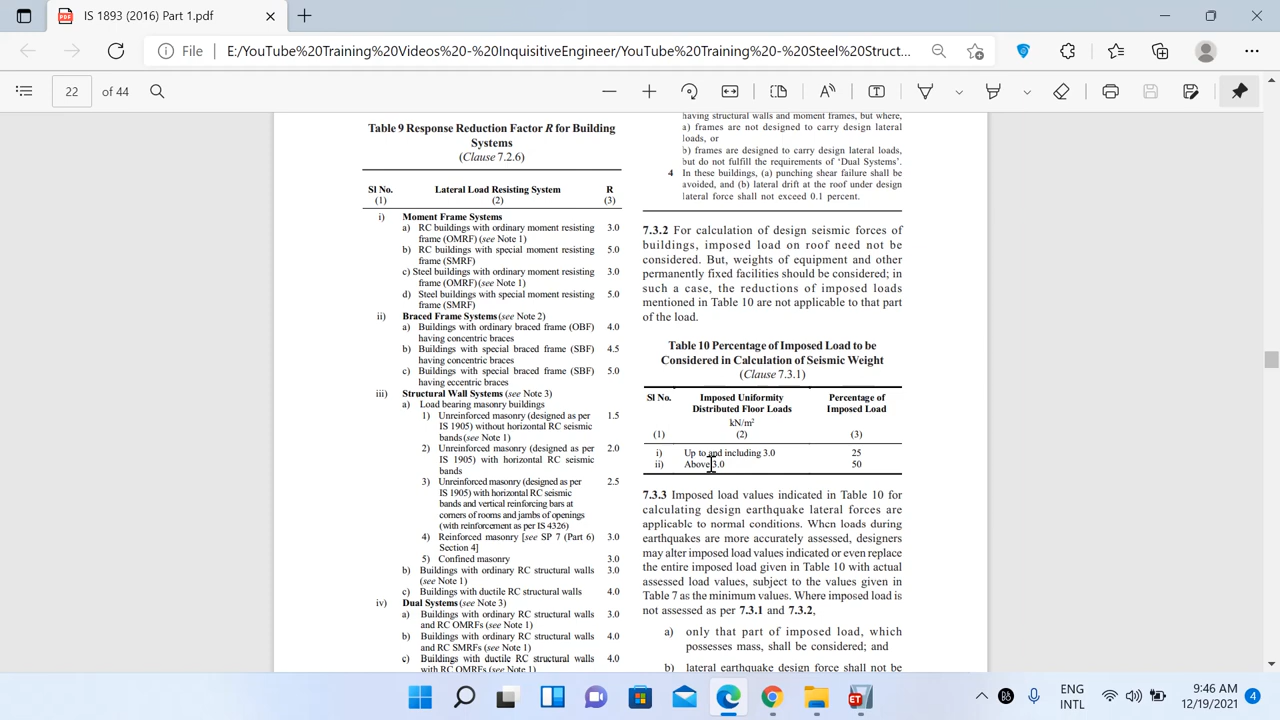 IS 1893 (2016) Part 1.pdf
File
E:/YouTube%20Training%20Videos%20-%20InquisitiveEngineer/YouTube%20Training%20-%20Steel%20Struct...
22 of 44
Table 9 Response Reduction Factor R for Building
Systems
(Clause 7.2.6)
Sl No. Lateral Load Resisting System R
(1) (2) (3)
i) Moment Frame Systems
a) RC buildings with ordinary moment resisting 3.0
frame (OMRF) (see Note 1)
b) RC buildings with special moment resisting 5.0
frame (SMRF)
c) Steel buildings with ordinary moment resisting 3.0
frame (OMRF) (see Note 1)
d) Steel buildings with special moment resisting 5.0
frame (SMRF)
ii) Braced Frame Systems (see Note 2)
a) Buildings with ordinary braced frame (OBF) 4.0
having concentric braces
b) Buildings with special braced frame (SBF) 4.5
having concentric braces
c) Buildings with special braced frame (SBF) 5.0
having eccentric braces
iii) Structural Wall Systems (see Note 3)
a) Load bearing masonry buildings
1) Unreinforced masonry (designed as per 1.5
IS 1905) without horizontal RC seismic
bands (see Note 1)
2) Unreinforced masonry (designed as per 2.0
IS 1905) with horizontal RC seismic
bands
3) Unreinforced masonry (designed as per 2.5
IS 1905) with horizontal RC seismic
bands and vertical reinforcing bars at
corners of rooms and jambs of openings
(with reinforcement as per IS 4326)
4) Reinforced masonry [see SP 7 (Part 6) 3.0
Section 4]
5) Confined masonry 3.0
b) Buildings with ordinary RC structural walls 3.0
(see Note 1)
c) Buildings with ductile RC structural walls 4.0
iv) Dual Systems (see Note 3)
a) Buildings with ordinary RC structural walls 3.0
and RC OMRFs (see Note 1)
b) Buildings with ordinary RC structural walls 4.0
and RC SMRFs (see Note 1)
c) Buildings with ductile RC structural walls 4.0
with RC OMRFs (see Note 1)
having structural walls and moment frames, but where,
a) frames are not designed to carry design lateral
loads, or
b) frames are designed to carry design lateral loads,
but do not fulfill the requirements of 'Dual Systems'.
4 In these buildings, (a) punching shear failure shall be
avoided, and (b) lateral drift at the roof under design
lateral force shall not exceed 0.1 percent.
7.3.2 For calculation of design seismic forces of
buildings, imposed load on roof need not be
considered. But, weights of equipment and other
permanently fixed facilities should be considered; in
such a case, the reductions of imposed loads
mentioned in Table 10 are not applicable to that part
of the load.
Table 10 Percentage of Imposed Load to be
Considered in Calculation of Seismic Weight
(Clause 7.3.1)
Sl No. Imposed Uniformity Percentage of
Distributed Floor Loads Imposed Load
kN/m²
(1) (2) (3)
i) Up to and including 3.0 25
ii) Above 3.0 50
7.3.3 Imposed load values indicated in Table 10 for
calculating design earthquake lateral forces are
applicable to normal conditions. When loads during
earthquakes are more accurately assessed, designers
may alter imposed load values indicated or even replace
the entire imposed load given in Table 10 with actual
assessed load values, subject to the values given in
Table 7 as the minimum values. Where imposed load is
not assessed as per 7.3.1 and 7.3.2,
a) only that part of imposed load, which
possesses mass, shall be considered; and
b) lateral earthquake design force shall not be
ENG
INTL
9:46 AM
12/19/2021
4